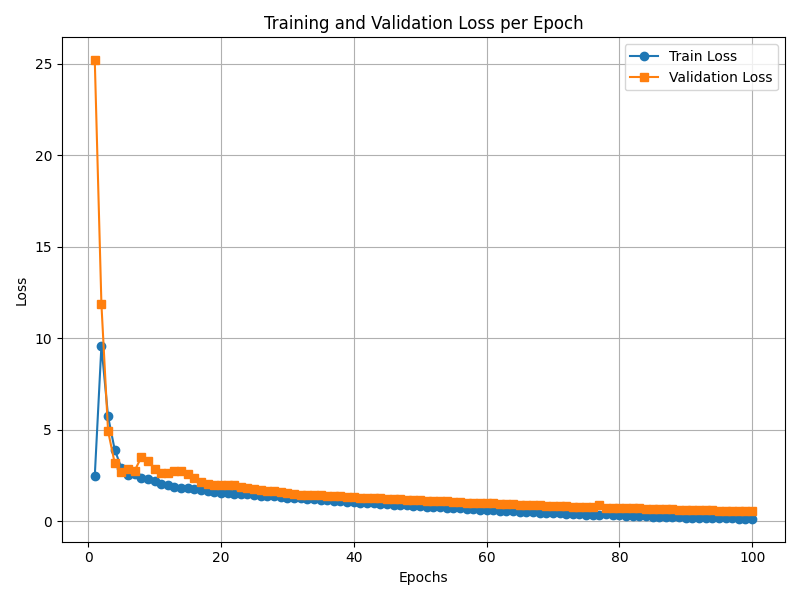 Training and Validation Loss per Epoch
Train Loss
Validation Loss
25
20
15
10
5
0
Loss
0 20 40 60 80 100
Epochs